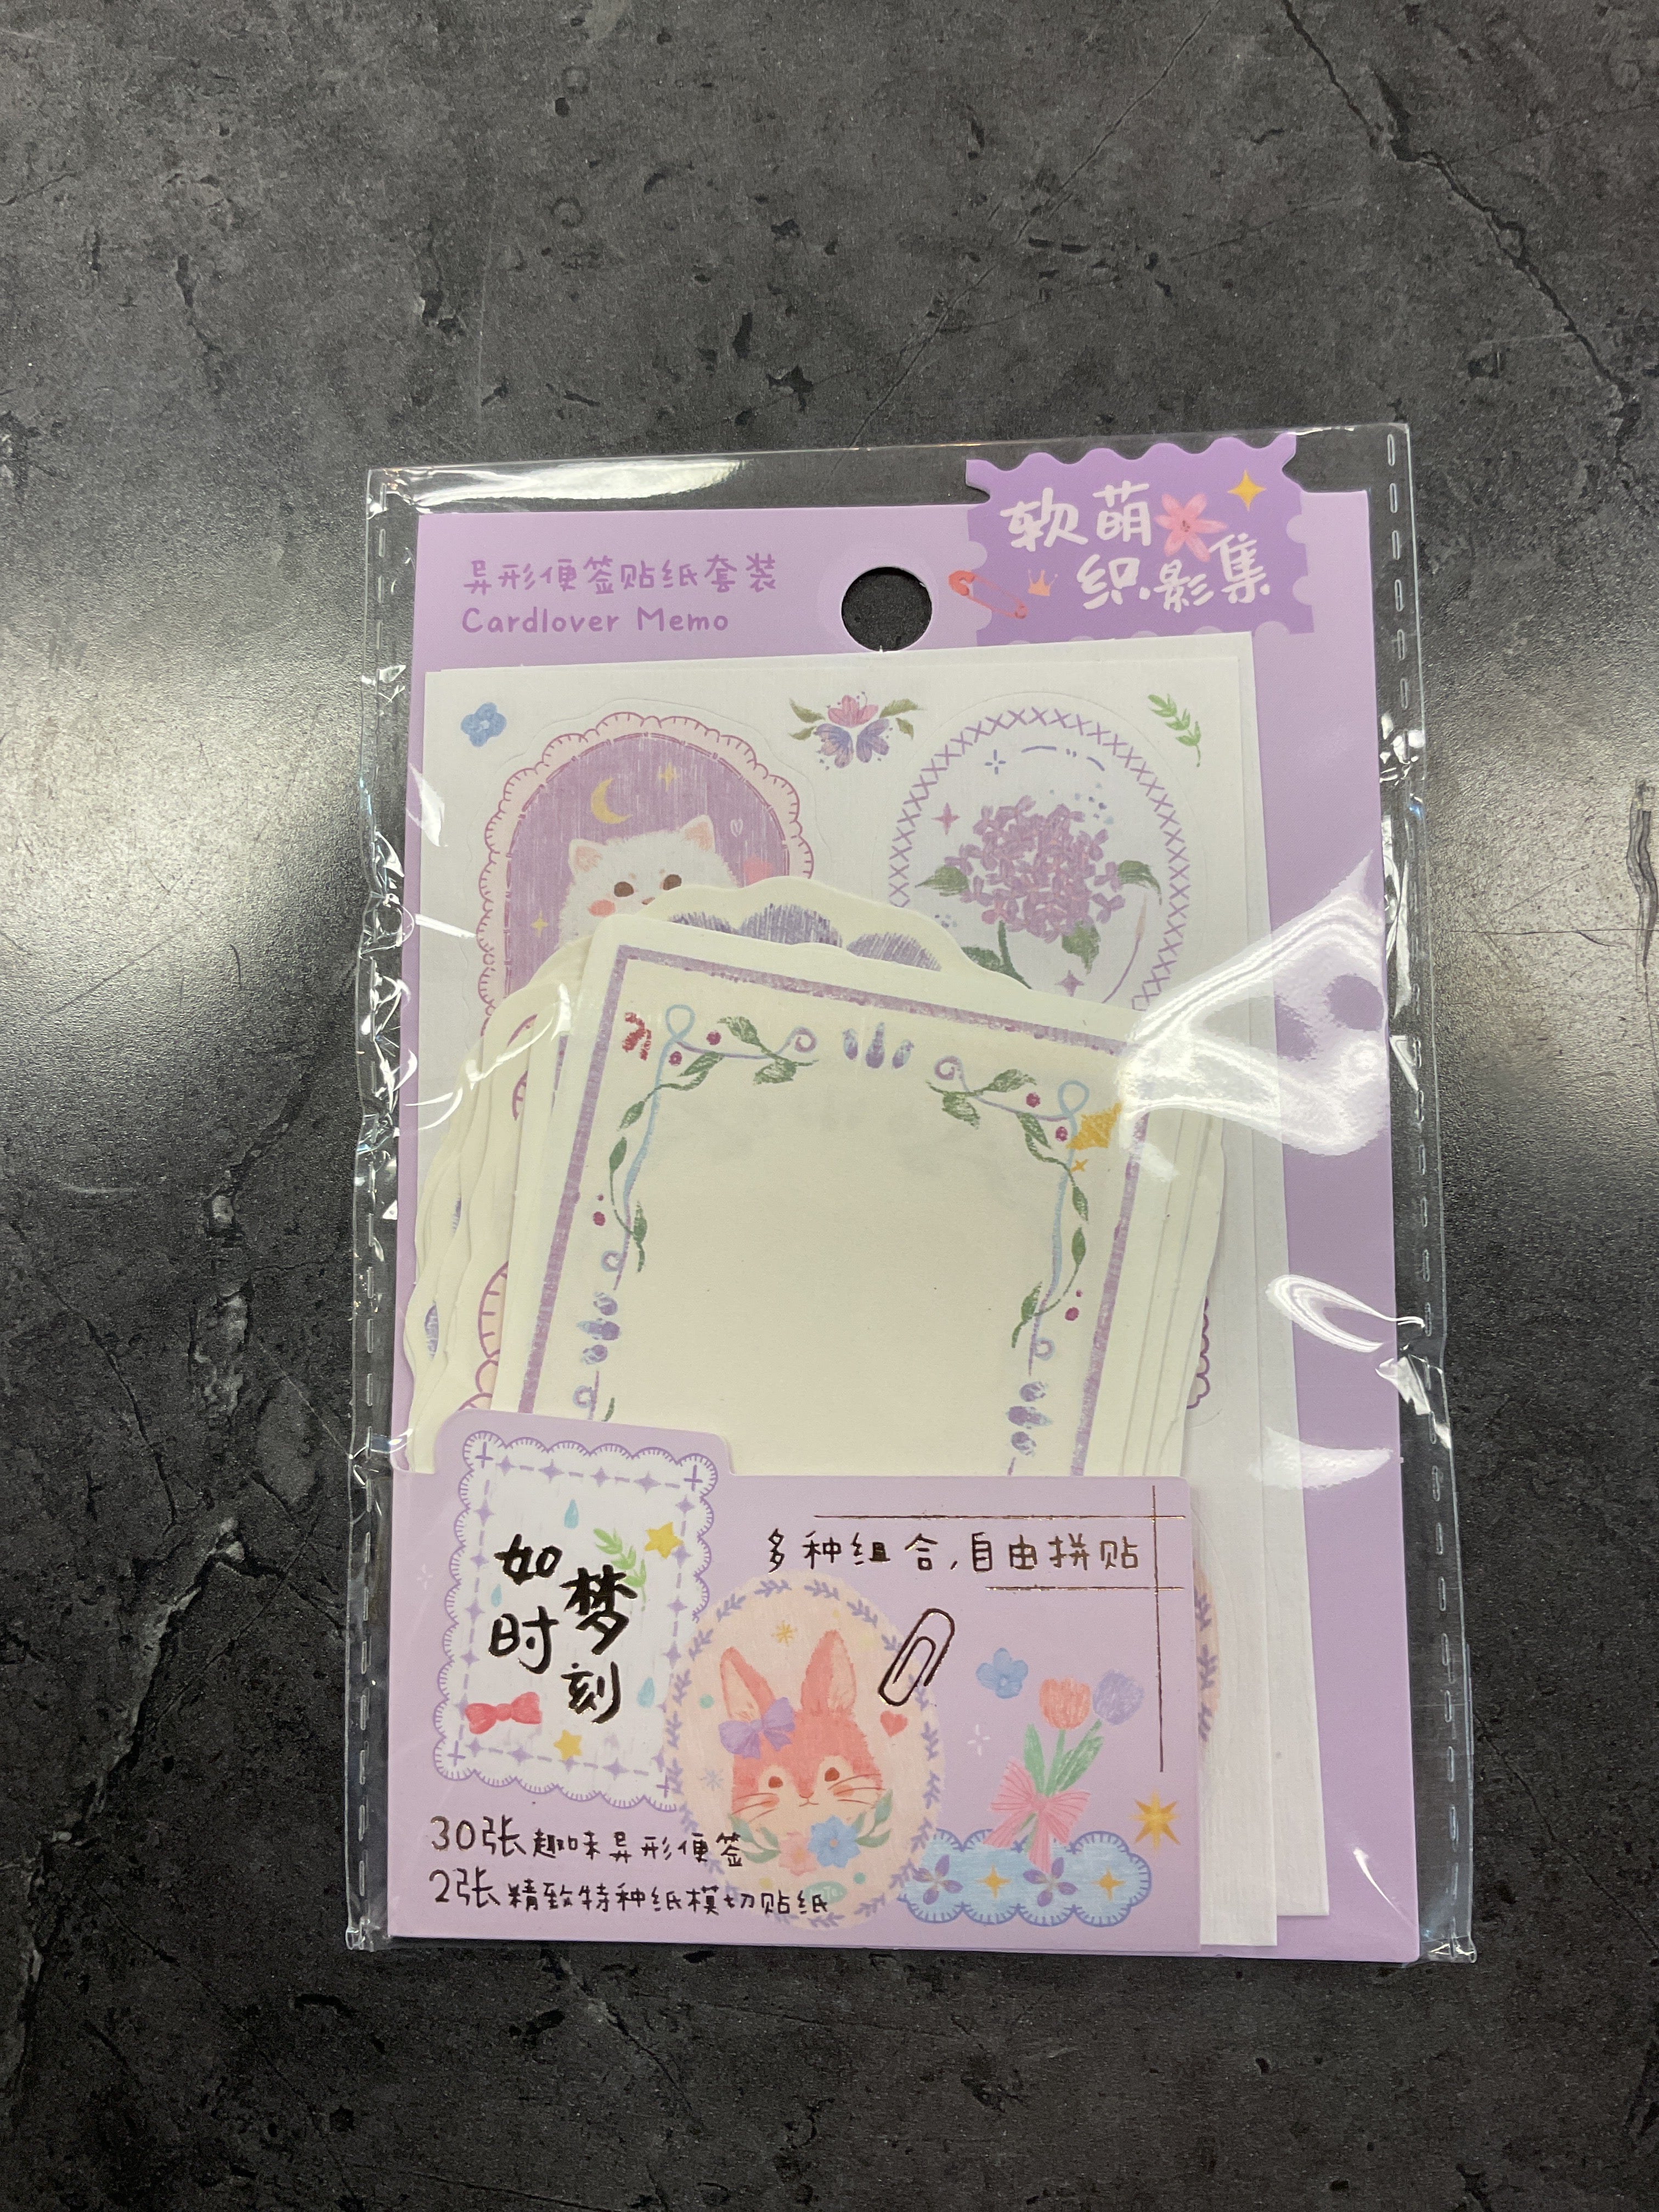 软萌
织影集
异形便签贴纸套装
Cardlover Memo
多种组合,自由拼贴
如梦
时刻
30张趣味异形便签
2张精致特种纸模切贴纸